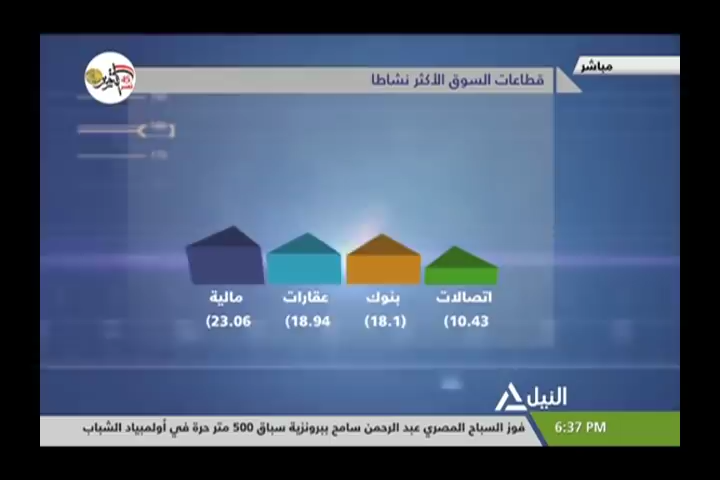 مباشر
قطاعات السوق الأكثر نشاطا
اتصالات بنوك عقارات مالية
(10.43 (18.1) (18.94 (23.06
النيل
فوز السباح المصري عبد الرحمن سامح ببرونزية سباق 500 متر حرة في أولمبياد الشباب
6:37 PM